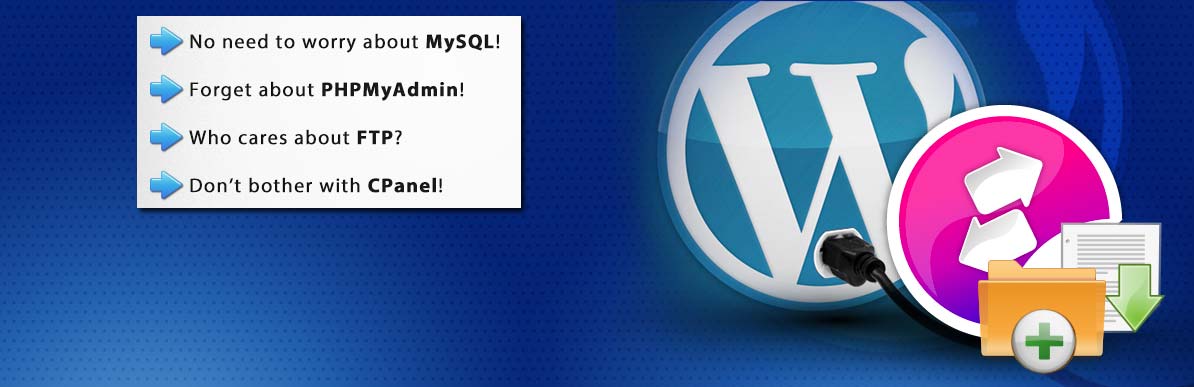 No need to worry about MySQL!
Forget about PHPMyAdmin!
Who cares about FTP?
Don’t bother with CPanel!